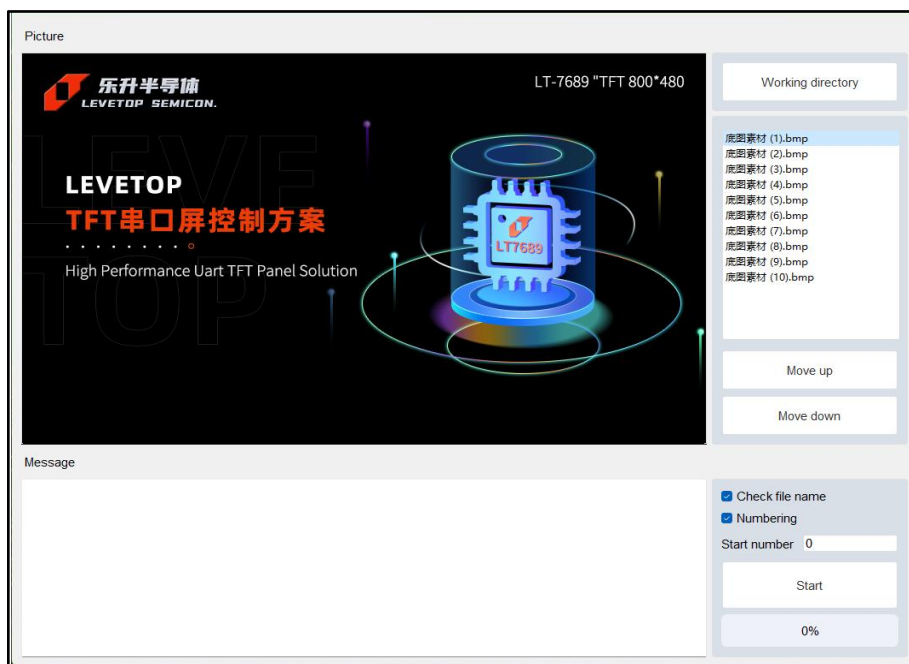 Picture
乐升半导体
LEVETOP SEMICON.
LT-7689 "TFT 800*480
LEVE
TOP
LEVETOP
TFT串口屏控制方案
High Performance Uart TFT Panel Solution
LT7689
Working directory
底图素材 (1).bmp
底图素材 (2).bmp
底图素材 (3).bmp
底图素材 (4).bmp
底图素材 (5).bmp
底图素材 (6).bmp
底图素材 (7).bmp
底图素材 (8).bmp
底图素材 (9).bmp
底图素材 (10).bmp
Move up
Move down
Message
Check file name
Numbering
Start number 0
Start
0%